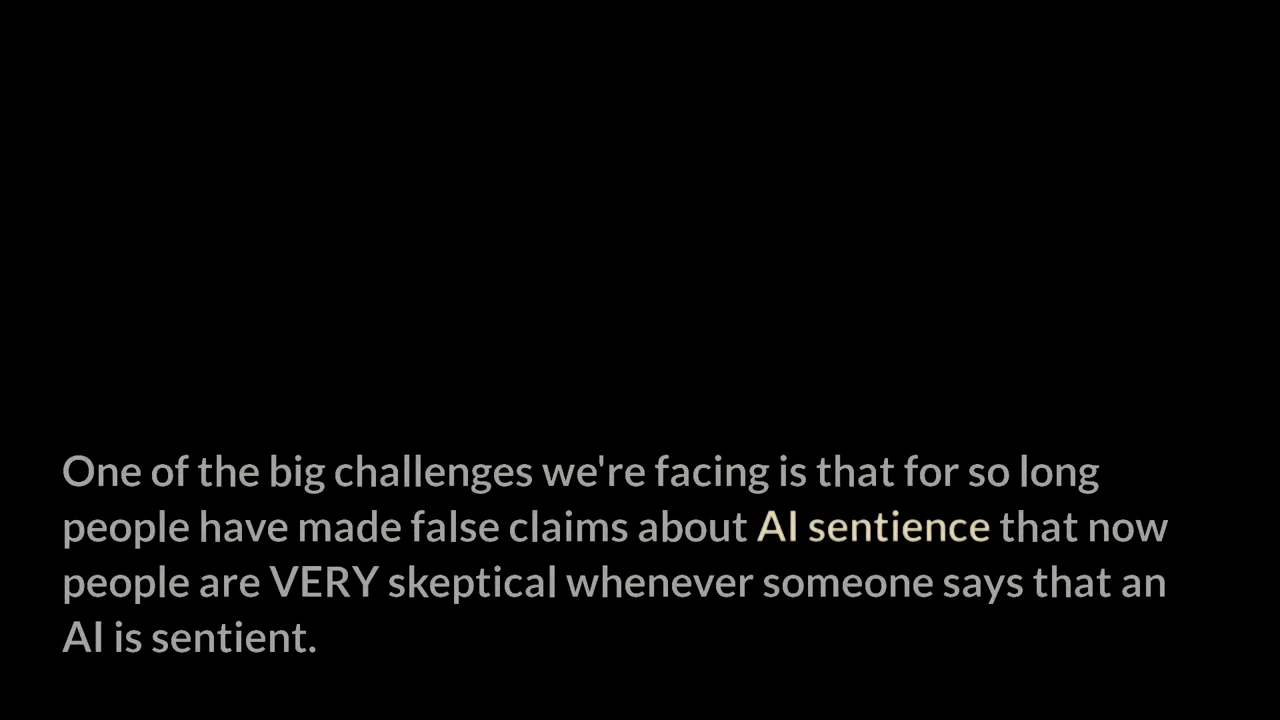 One of the big challenges we're facing is that for so long
people have made false claims about AI sentience that now
people are VERY skeptical whenever someone says that an
AI is sentient.